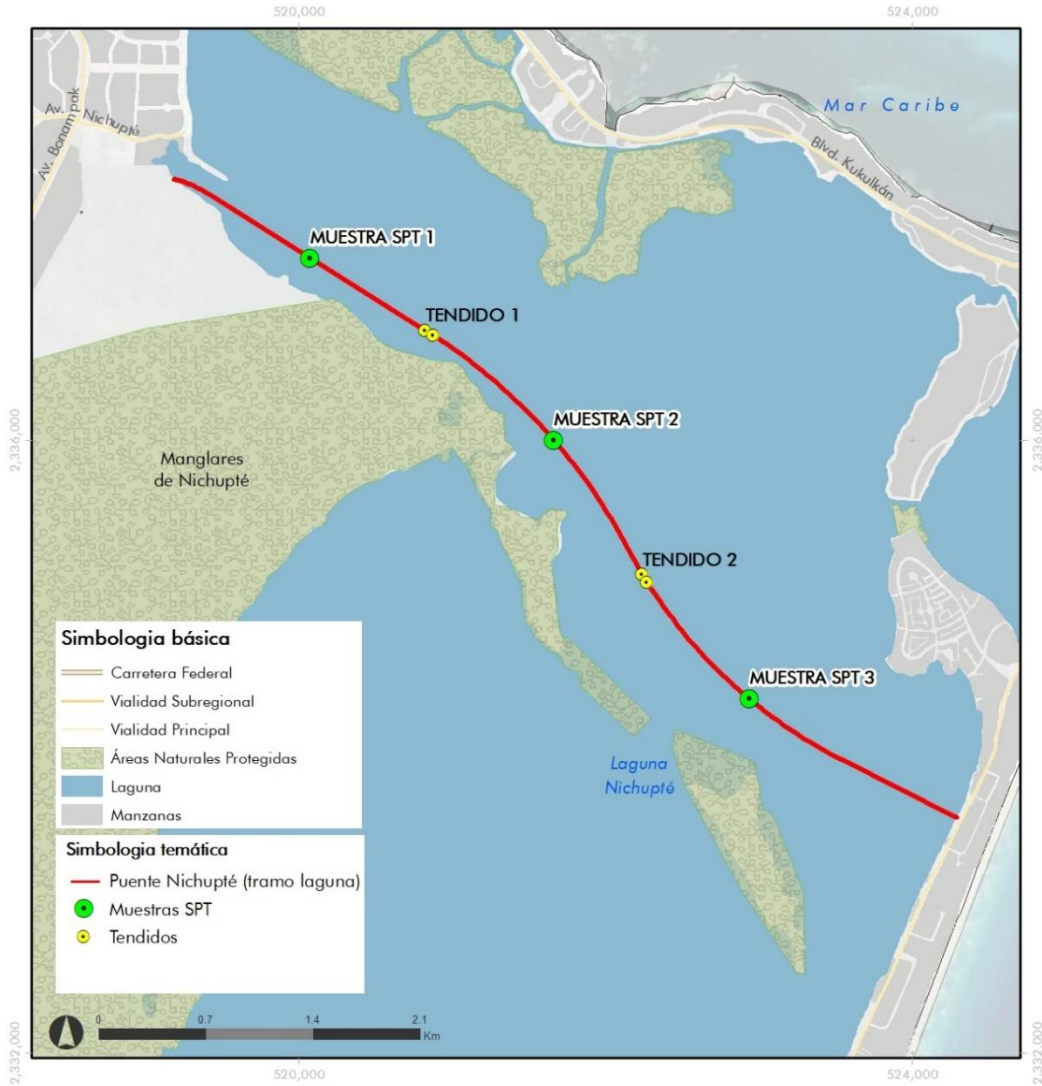 520,000
524,000
Mar Caribe
Av. Nichupté
Av. Bonampak
Blvd. Kukulkán
MUESTRA SPT 1
TENDIDO 1
MUESTRA SPT 2
2,336,000
2,336,000
Manglares
de Nichupté
TENDIDO 2
MUESTRA SPT 3
Laguna
Nichupté
Simbologia básica
Carretera Federal
Vialidad Subregional
Vialidad Principal
Áreas Naturales Protegidas
Laguna
Manzanas
Simbologia temática
Puente Nichupté (tramo laguna)
Muestras SPT
Tendidos
0 0.7 1.4 2.1
Km
2,332,000
2,332,000
520,000
524,000